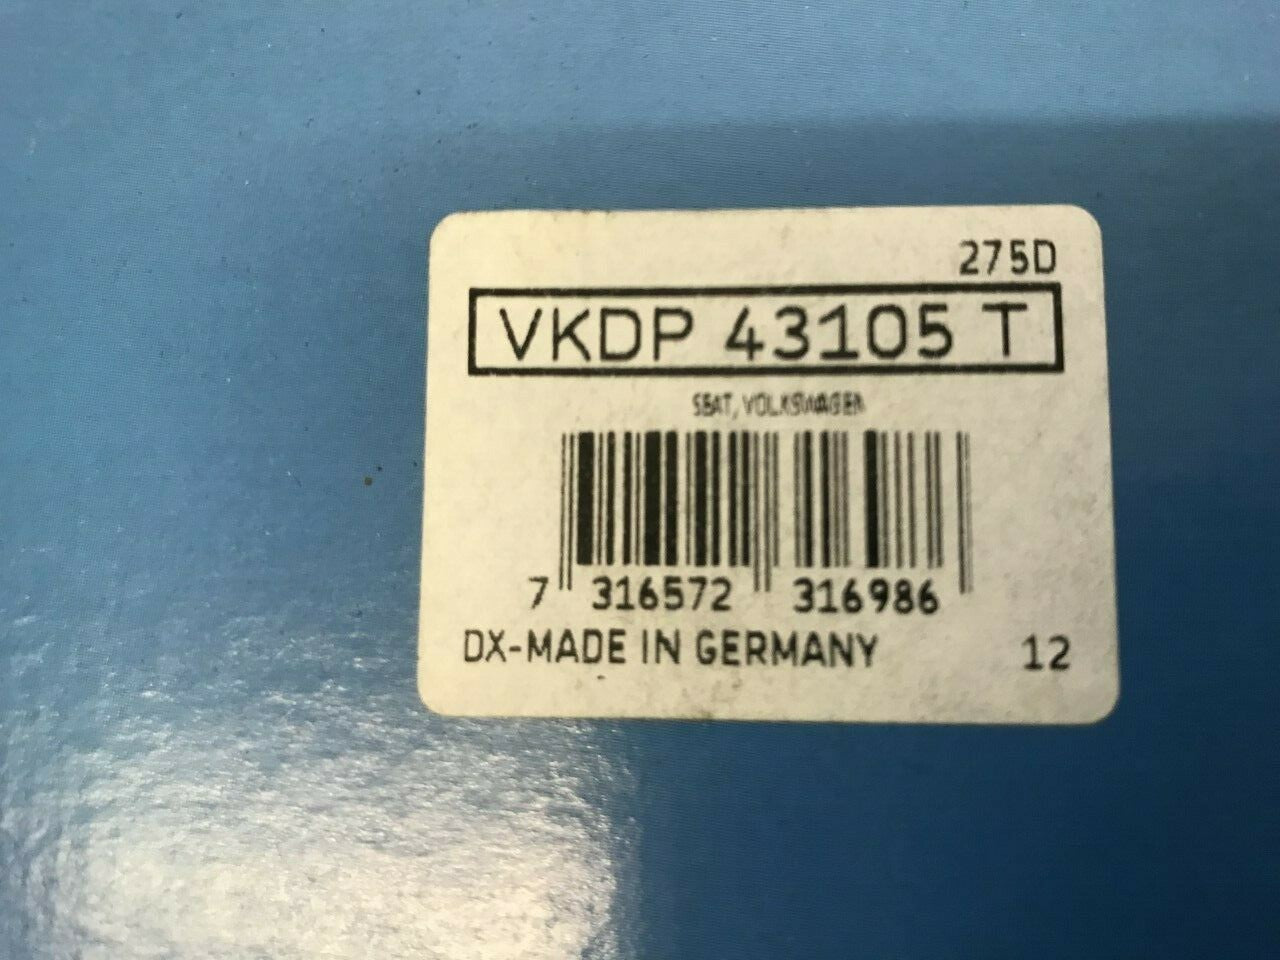 275D
VKDP 43105 T
SEAT, VOLKSWAGEN
7 316572 316986
DX-MADE IN GERMANY 12